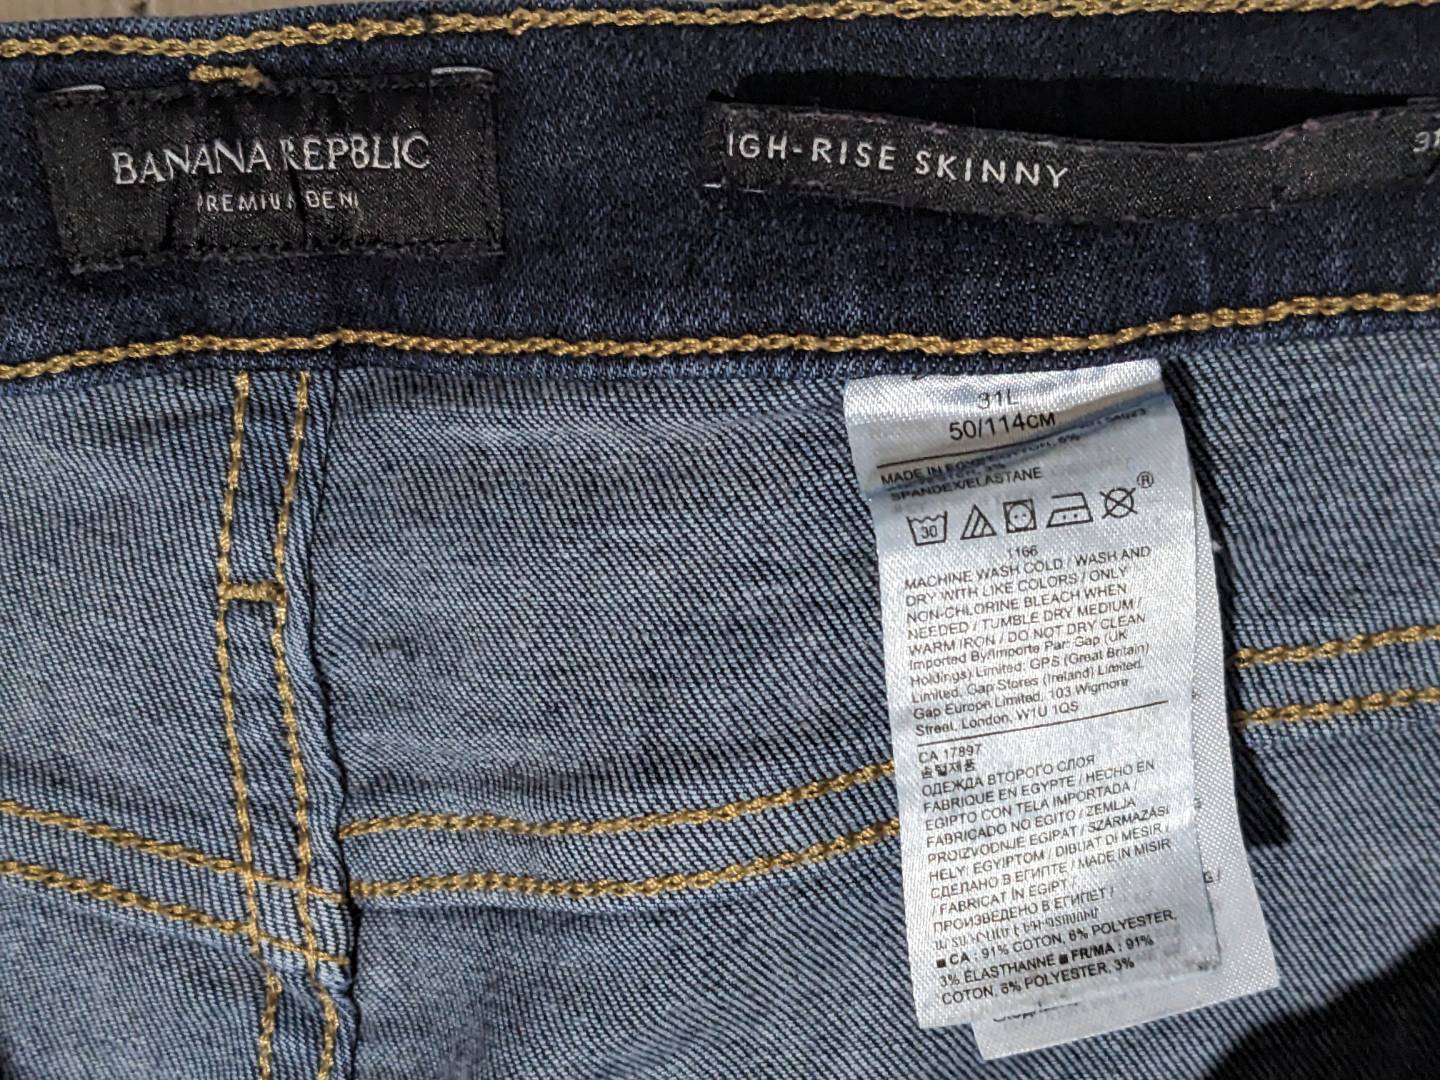 BANANA REPBLIC
REMIU DENI
IGH-RISE SKINNY
31
31L
50/114CM
MADE IN
SPANDEX/ELASTANE
30
®
1166
MACHINE WASH COLD / WASH AND
DRY WITH LIKE COLORS / ONLY
NON-CHLORINE BLEACH WHEN
NEEDED / TUMBLE DRY MEDIUM /
WARM IRON / DO NOT DRY CLEAN
Imported By/Importe Par: Gap (UK
Holdings) Limited: GPS (Great Britain)
Limited, Gap Stores (Ireland) Limited,
Gap Europe Limited, 103 Wigmore
Street, London, W1U 1QS
CA 17897
ОДЕЖДА ВТОРОГО СЛОЯ
FABRIQUE EN EGYPTE / HECHO EN
EGIPTO CON TELA IMPORTADA /
FABRICADO NO EGITO / ZEMLJA
PROIZVODNJE EGIPAT / SZÁRMAZÁSI
HELY: EGYIPTOM / DIBUAT DI MESIR /
СДЕЛАНО В ЕГИПТЕ / MADE IN MISIR
/ FABRICAT IN EGIPT /
ПРОИЗВЕДЕНО В ЕГИПЕТ /
■ CA : 91% COTON, 6% POLYESTER,
3% ÉLASTHANNE ■ FR/MA : 91%
COTON, 6% POLYESTER, 3%